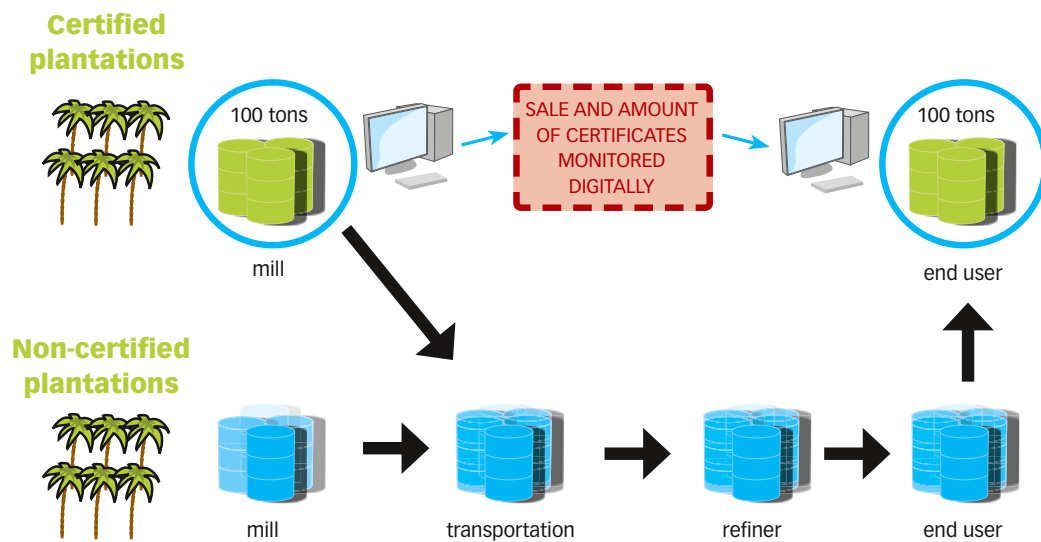 Certified
plantations
100 tons
SALE AND AMOUNT
OF CERTIFICATES
MONITORED
DIGITALLY
100 tons
mill
end user
Non-certified
plantations
mill
transportation
refiner
end user